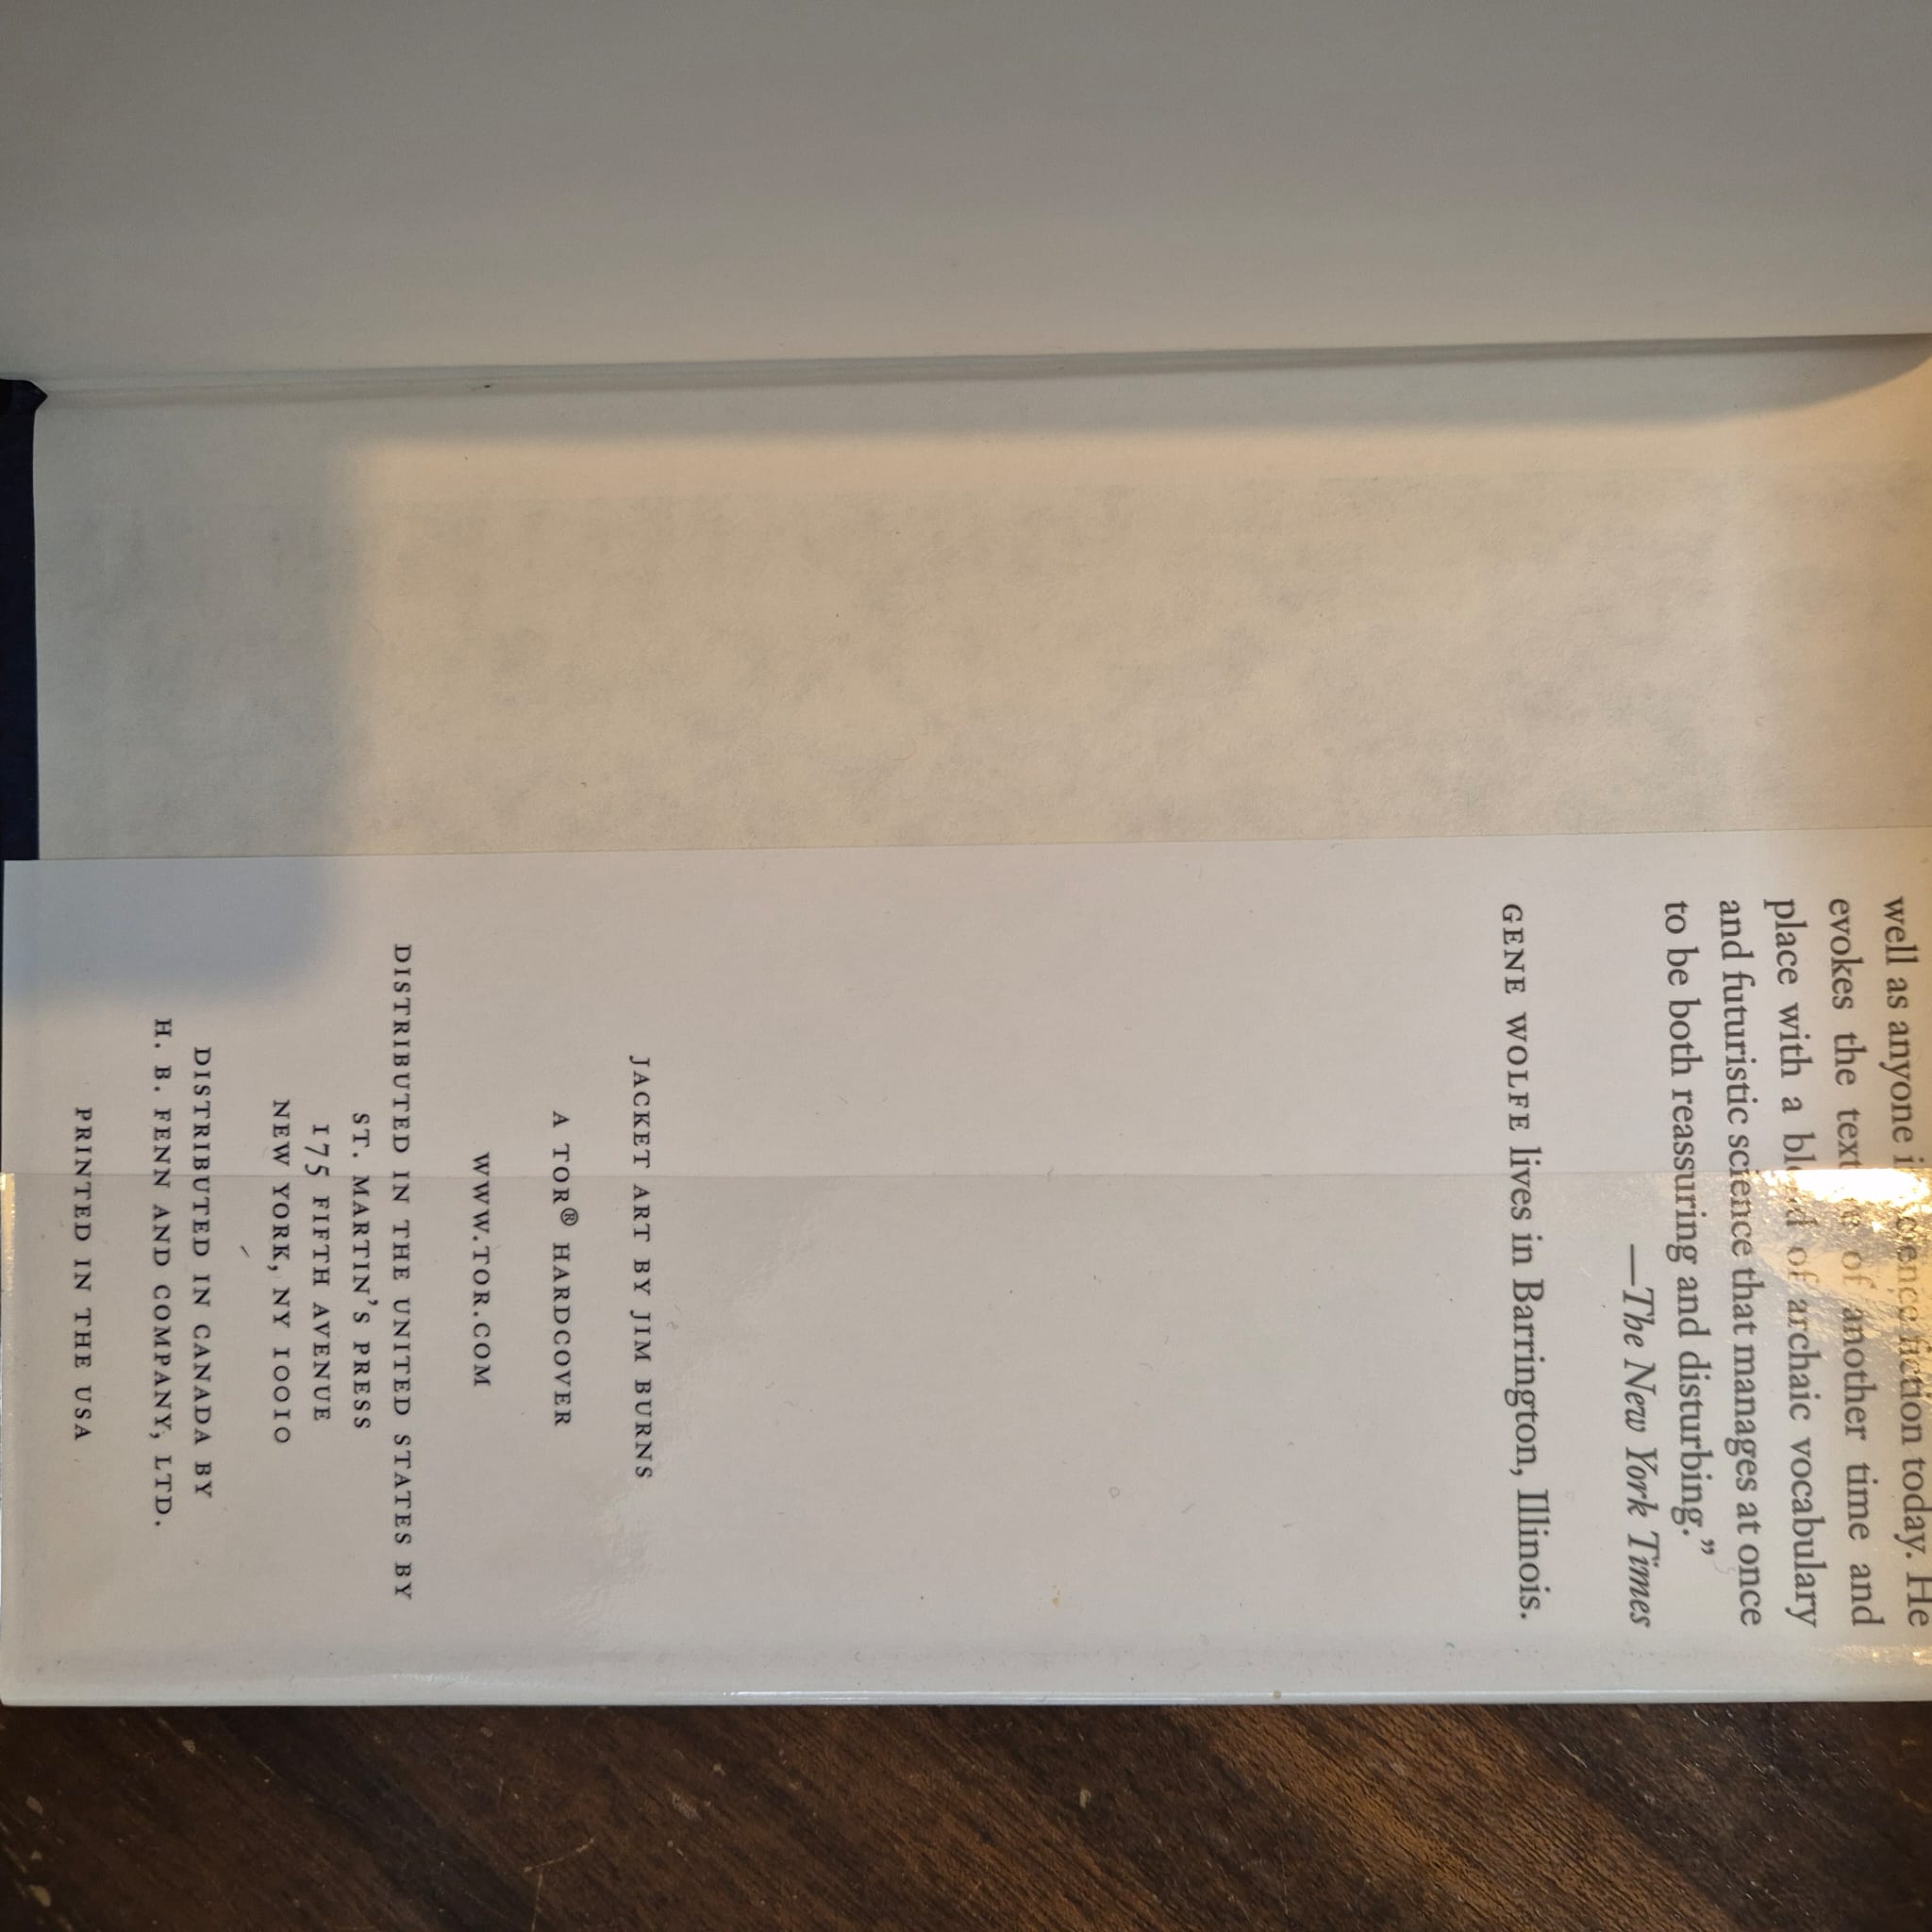 well as anyone in science fiction today. He
evokes the texture of another time and
place with a blend of archaic vocabulary
and futuristic science that manages at once
to be both reassuring and disturbing.”
—The New York Times
GENE WOLFE lives in Barrington, Illinois.
JACKET ART BY JIM BURNS
A TOR® HARDCOVER
WWW.TOR.COM
DISTRIBUTED IN THE UNITED STATES BY
ST. MARTIN’S PRESS
175 FIFTH AVENUE
NEW YORK, NY 10010
DISTRIBUTED IN CANADA BY
H. B. FENN AND COMPANY, LTD.
PRINTED IN THE USA